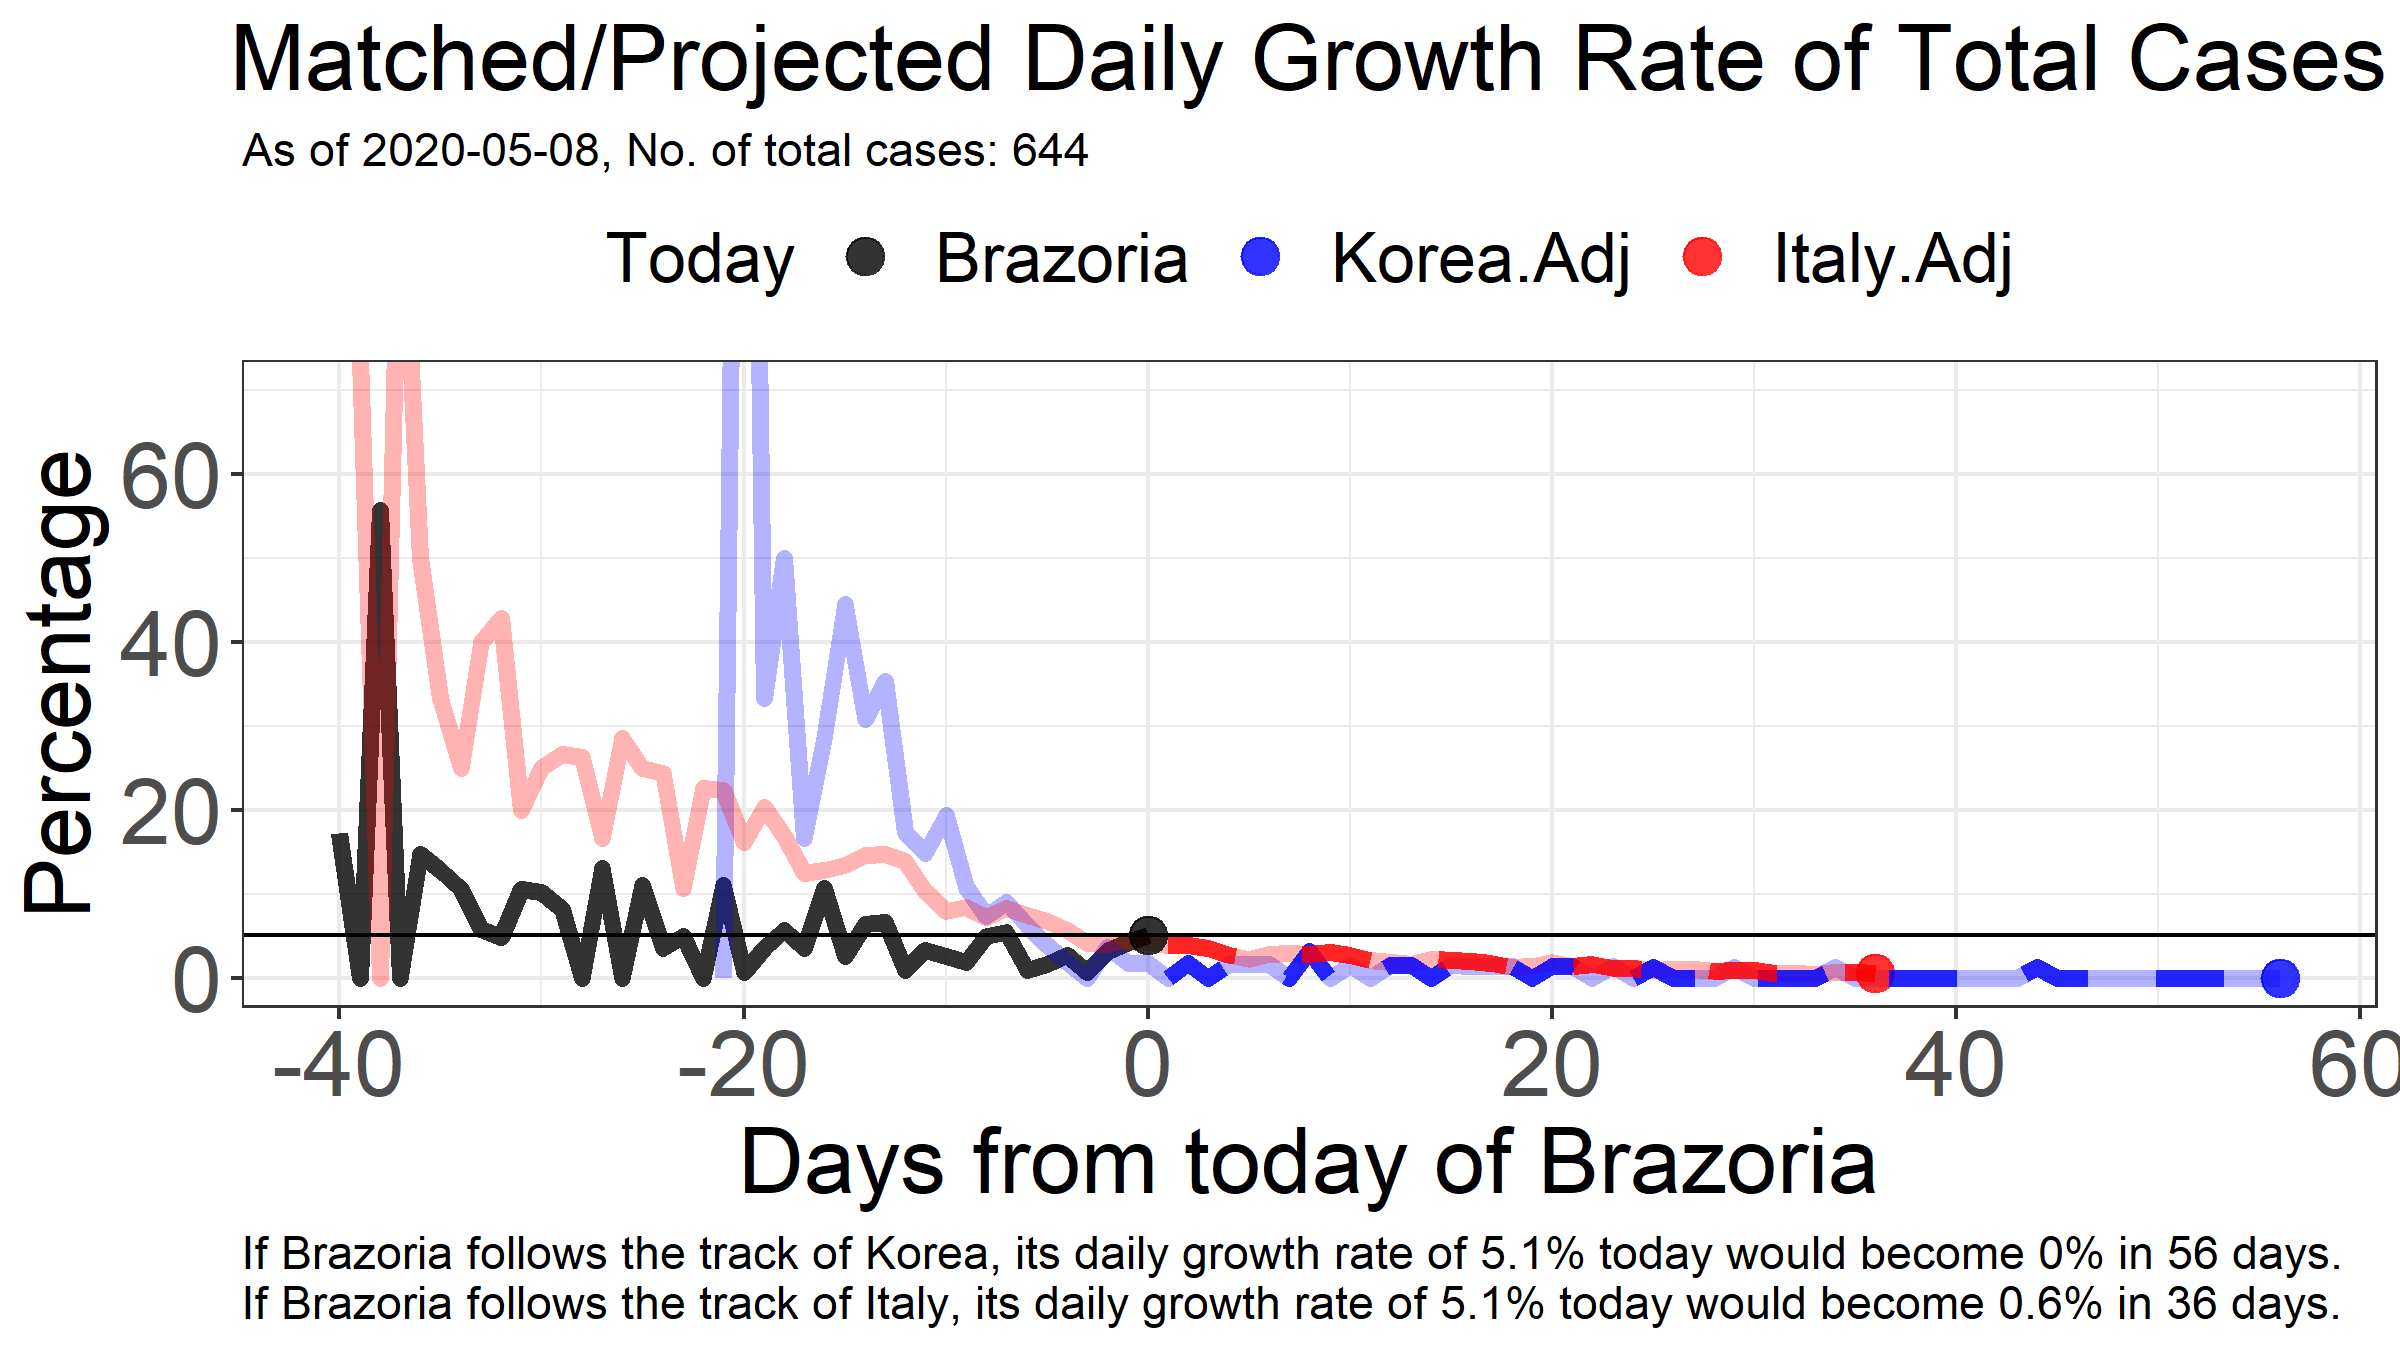 Matched/Projected Daily Growth Rate of Total Cases
As of 2020-05-08, No. of total cases: 644
Today Brazoria Korea.Adj Italy.Adj
Percentage
60
40
20
0
-40 -20 0 20 40 60
Days from today of Brazoria
If Brazoria follows the track of Korea, its daily growth rate of 5.1% today would become 0% in 56 days.
If Brazoria follows the track of Italy, its daily growth rate of 5.1% today would become 0.6% in 36 days.